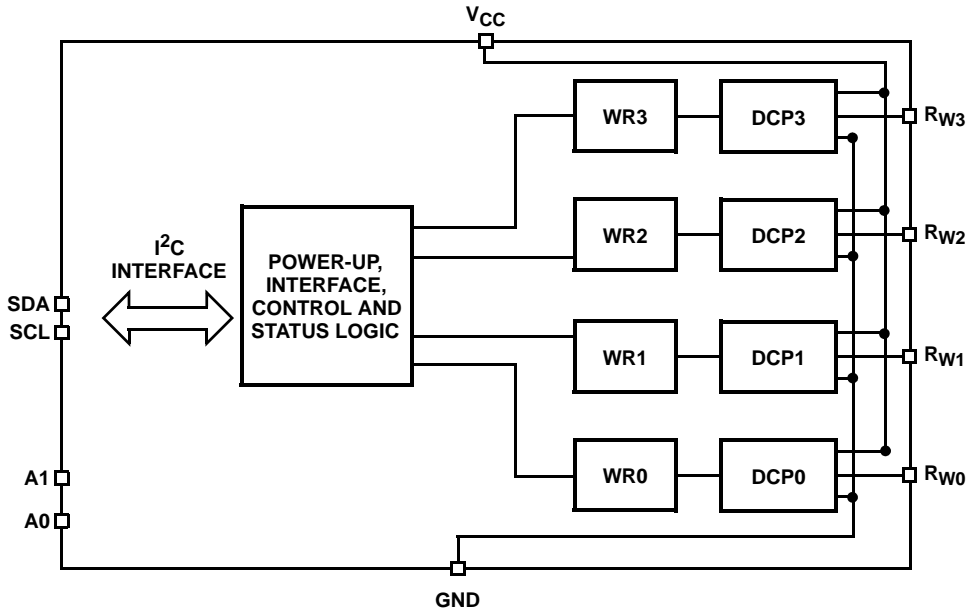 VCC
WR3
DCP3
RW3
WR2
DCP2
RW2
I2C
INTERFACE
POWER-UP,
INTERFACE,
CONTROL AND
STATUS LOGIC
SDA
SCL
WR1
DCP1
RW1
A1
WR0
DCP0
RW0
A0
GND